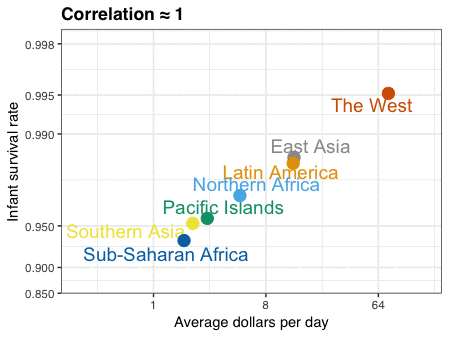 Correlation ≈ 1
Infant survival rate
0.998
0.995
0.990
0.950
0.900
0.850
The West
East Asia
Latin America
Northern Africa
Pacific Islands
Southern Asia
Sub-Saharan Africa
1
8
64
Average dollars per day